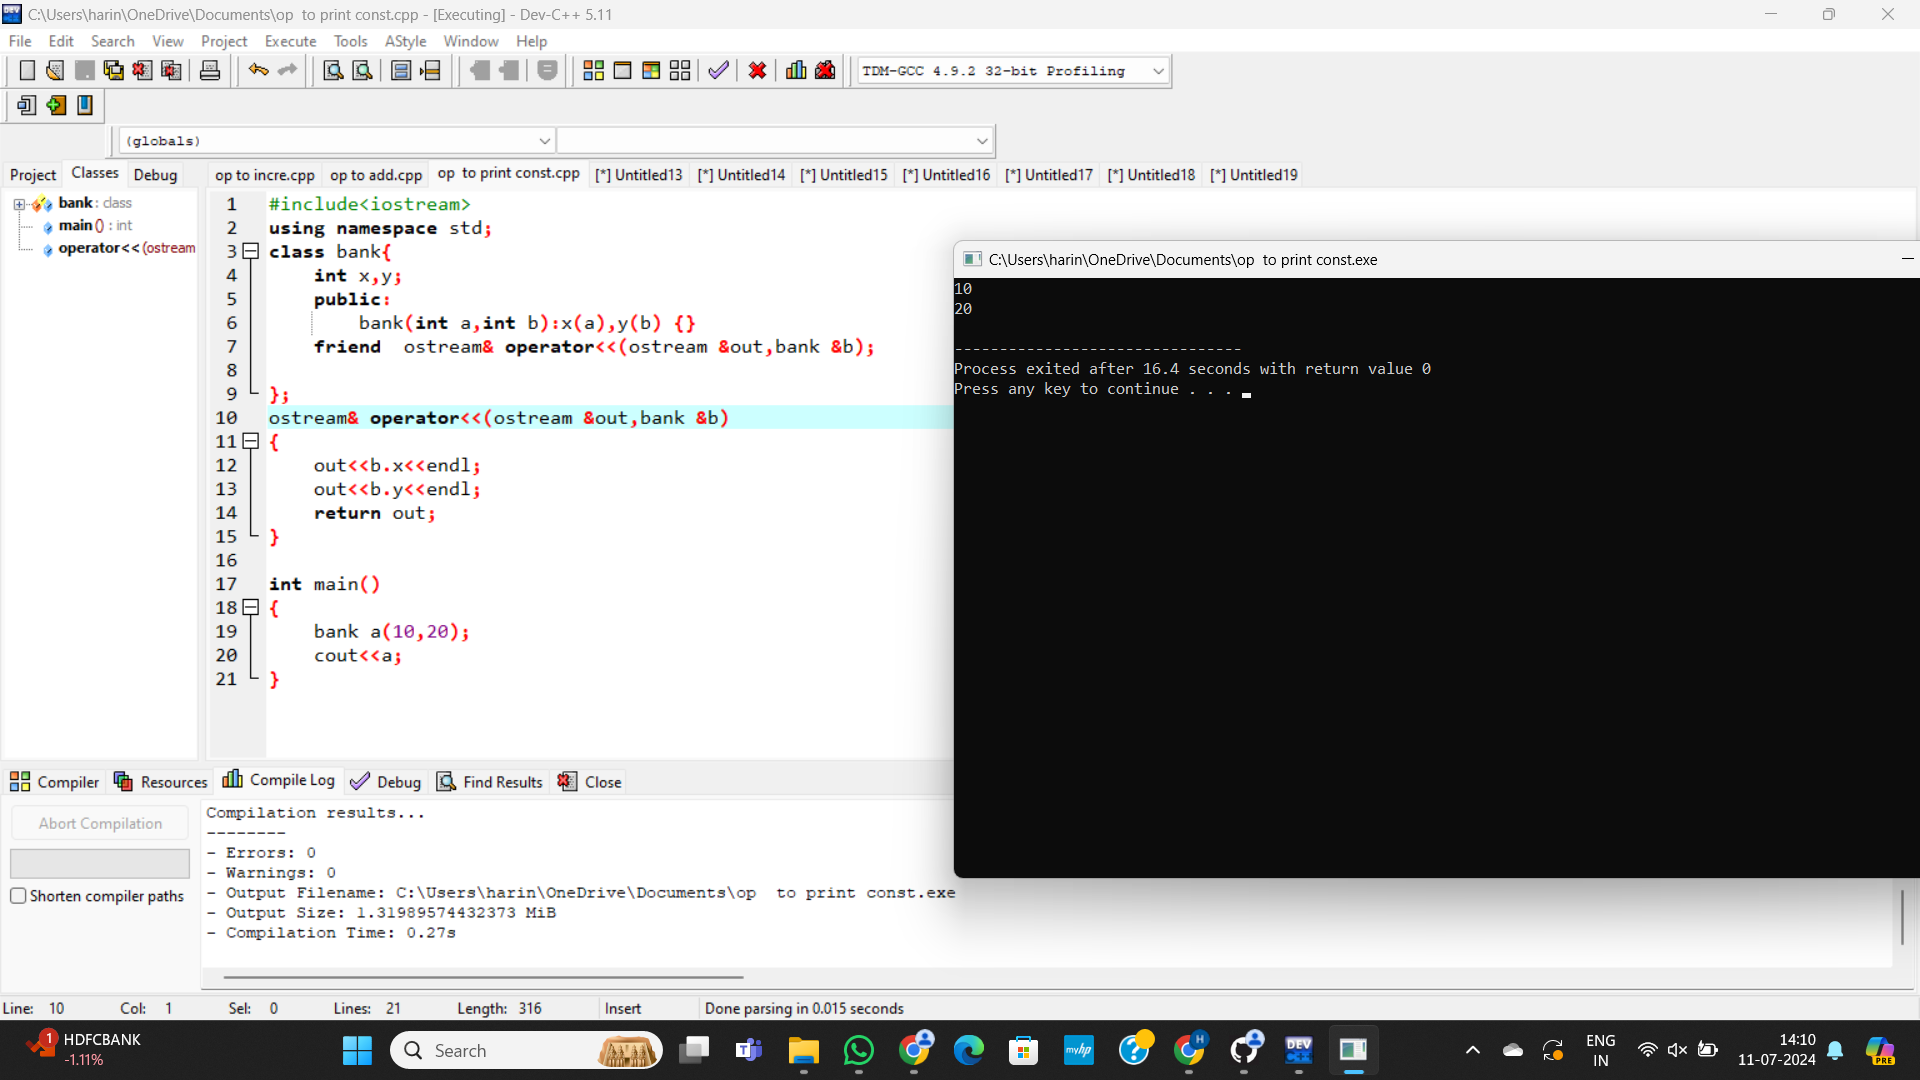 C:\Users\harin\OneDrive\Documents\op  to print const.cpp - [Executing] - Dev-C++ 5.11
File Edit Search View Project Execute Tools AStyle Window Help
TDM-GCC 4.9.2 32-bit Profiling
(globals)
Project Classes Debug
op to incre.cpp op to add.cpp op  to print const.cpp [*] Untitled13 [*] Untitled14 [*] Untitled15 [*] Untitled16 [*] Untitled17 [*] Untitled18 [*] Untitled19
bank : class
main () : int
operator<< (ostream
1 #include<iostream>
2 using namespace std;
3 class bank{
4     int x,y;
5     public:
6         bank(int a,int b):x(a),y(b) {}
7     friend  ostream& operator<<(ostream &out,bank &b);
8
9 };
10 ostream& operator<<(ostream &out,bank &b)
11 {
12     out<<b.x<<endl;
13     out<<b.y<<endl;
14     return out;
15 }
16
17 int main()
18 {
19     bank a(10,20);
20     cout<<a;
21 }
C:\Users\harin\OneDrive\Documents\op  to print const.exe
10
20
--------------------------------
Process exited after 16.4 seconds with return value 0
Press any key to continue . . .
Compiler Resources Compile Log Debug Find Results Close
Abort Compilation
Shorten compiler paths
Compilation results...
--------
- Errors: 0
- Warnings: 0
- Output Filename: C:\Users\harin\OneDrive\Documents\op  to print const.exe
- Output Size: 1.31989574432373 MiB
- Compilation Time: 0.27s
Line: 10 Col: 1 Sel: 0 Lines: 21 Length: 316 Insert Done parsing in 0.015 seconds
1
HDFCBANK
-1.11%
Search
myhp
H
DEV
ENG
IN
14:10
11-07-2024
PRE